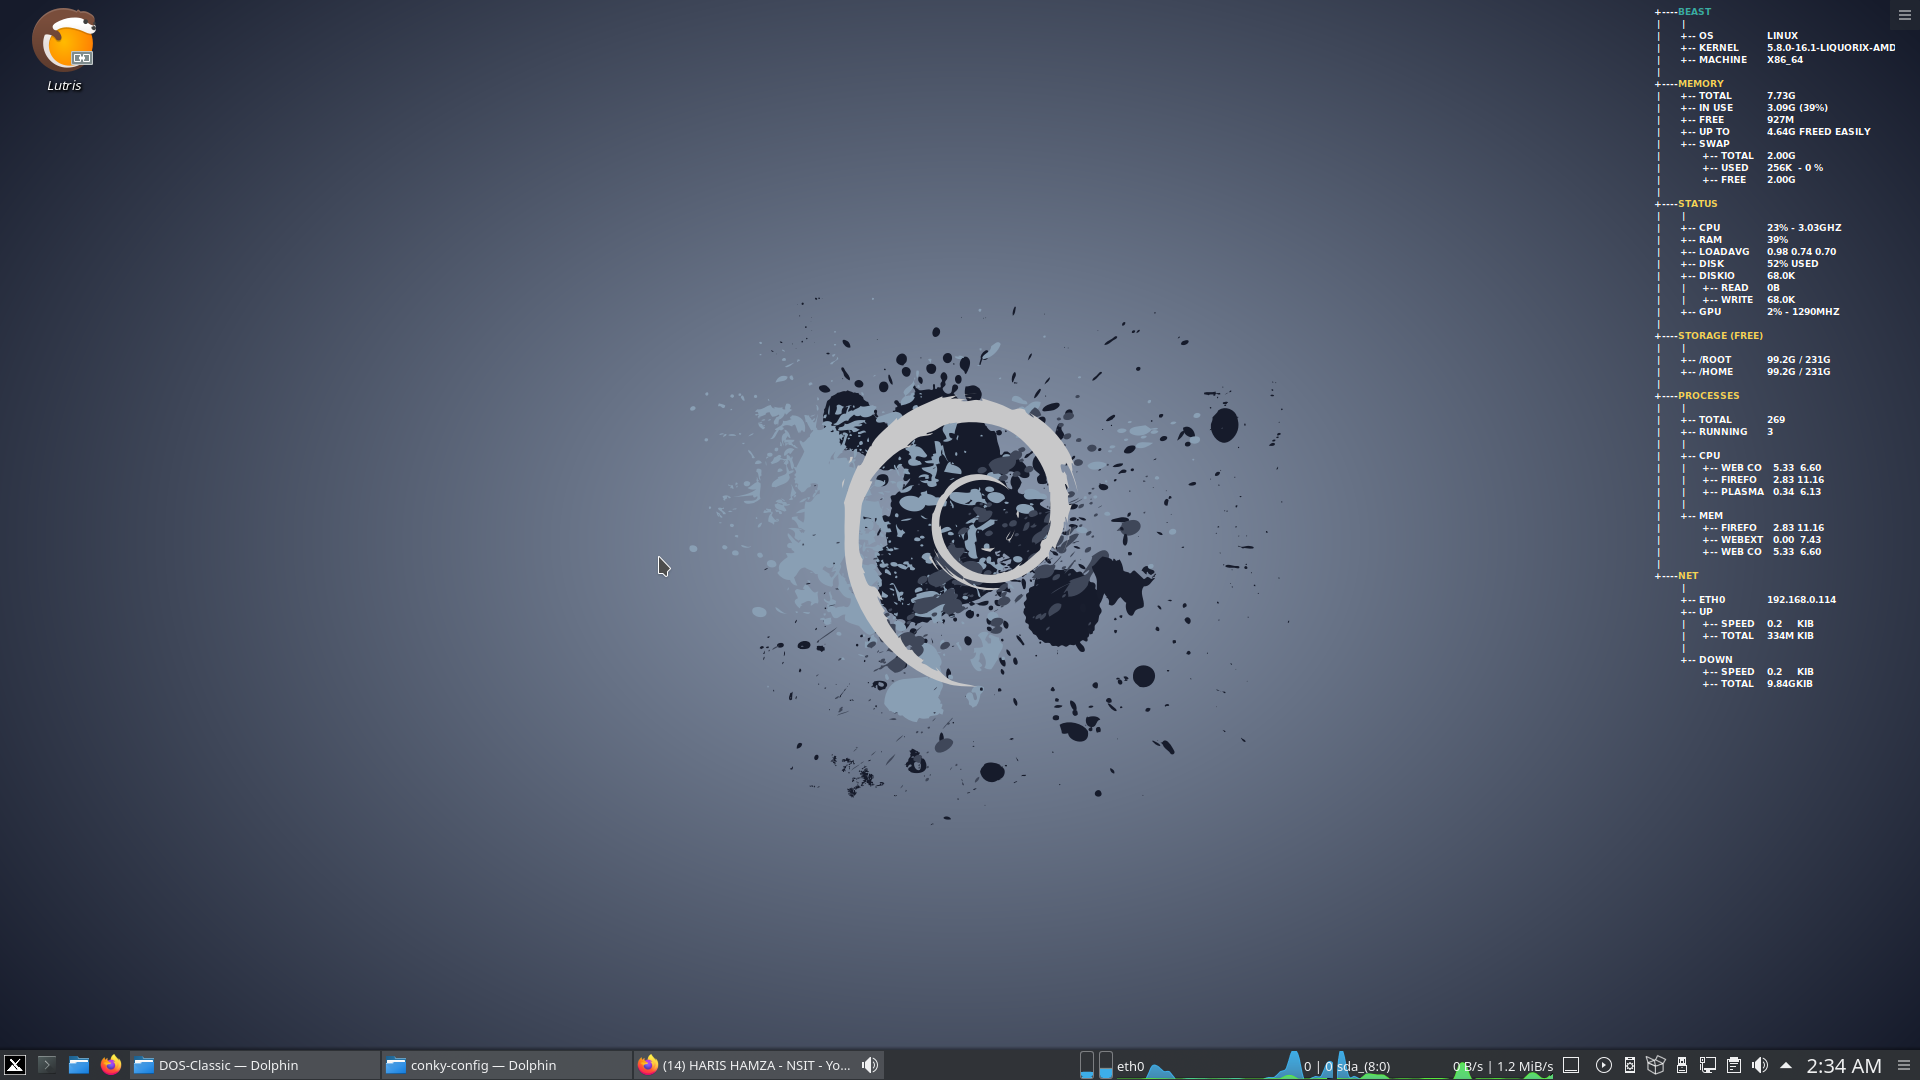 Lutris
+----BEAST
| |
| +-- OS LINUX
| +-- KERNEL 5.8.0-16.1-LIQUORIX-AMD
| +-- MACHINE X86_64
|
+----MEMORY
| +-- TOTAL 7.73G
| +-- IN USE 3.09G (39%)
| +-- FREE 927M
| +-- UP TO 4.64G FREED EASILY
| +-- SWAP
| +-- TOTAL 2.00G
| +-- USED 256K - 0 %
| +-- FREE 2.00G
|
+----STATUS
| |
| +-- CPU 23% - 3.03GHZ
| +-- RAM 39%
| +-- LOADAVG 0.98 0.74 0.70
| +-- DISK 52% USED
| +-- DISKIO 68.0K
| | +-- READ 0B
| | +-- WRITE 68.0K
| +-- GPU 2% - 1290MHZ
|
+----STORAGE (FREE)
| |
| +-- /ROOT 99.2G / 231G
| +-- /HOME 99.2G / 231G
|
+----PROCESSES
| |
| +-- TOTAL 269
| +-- RUNNING 3
| |
| +-- CPU
| | +-- WEB CO 5.33 6.60
| | +-- FIREFO 2.83 11.16
| | +-- PLASMA 0.34 6.13
| |
| +-- MEM
| +-- FIREFO 2.83 11.16
| +-- WEBEXT 0.00 7.43
| +-- WEB CO 5.33 6.60
|
+----NET
|
+-- ETH0 192.168.0.114
+-- UP
| +-- SPEED 0.2 KIB
| +-- TOTAL 334M KIB
|
+-- DOWN
+-- SPEED 0.2 KIB
+-- TOTAL 9.84GKIB
DOS-Classic — Dolphin
conky-config — Dolphin
(14) HARIS HAMZA - NSIT - Yo...
eth0
0 | 0 sda_(8:0)
0 B/s | 1.2 MiB/s
2:34 AM